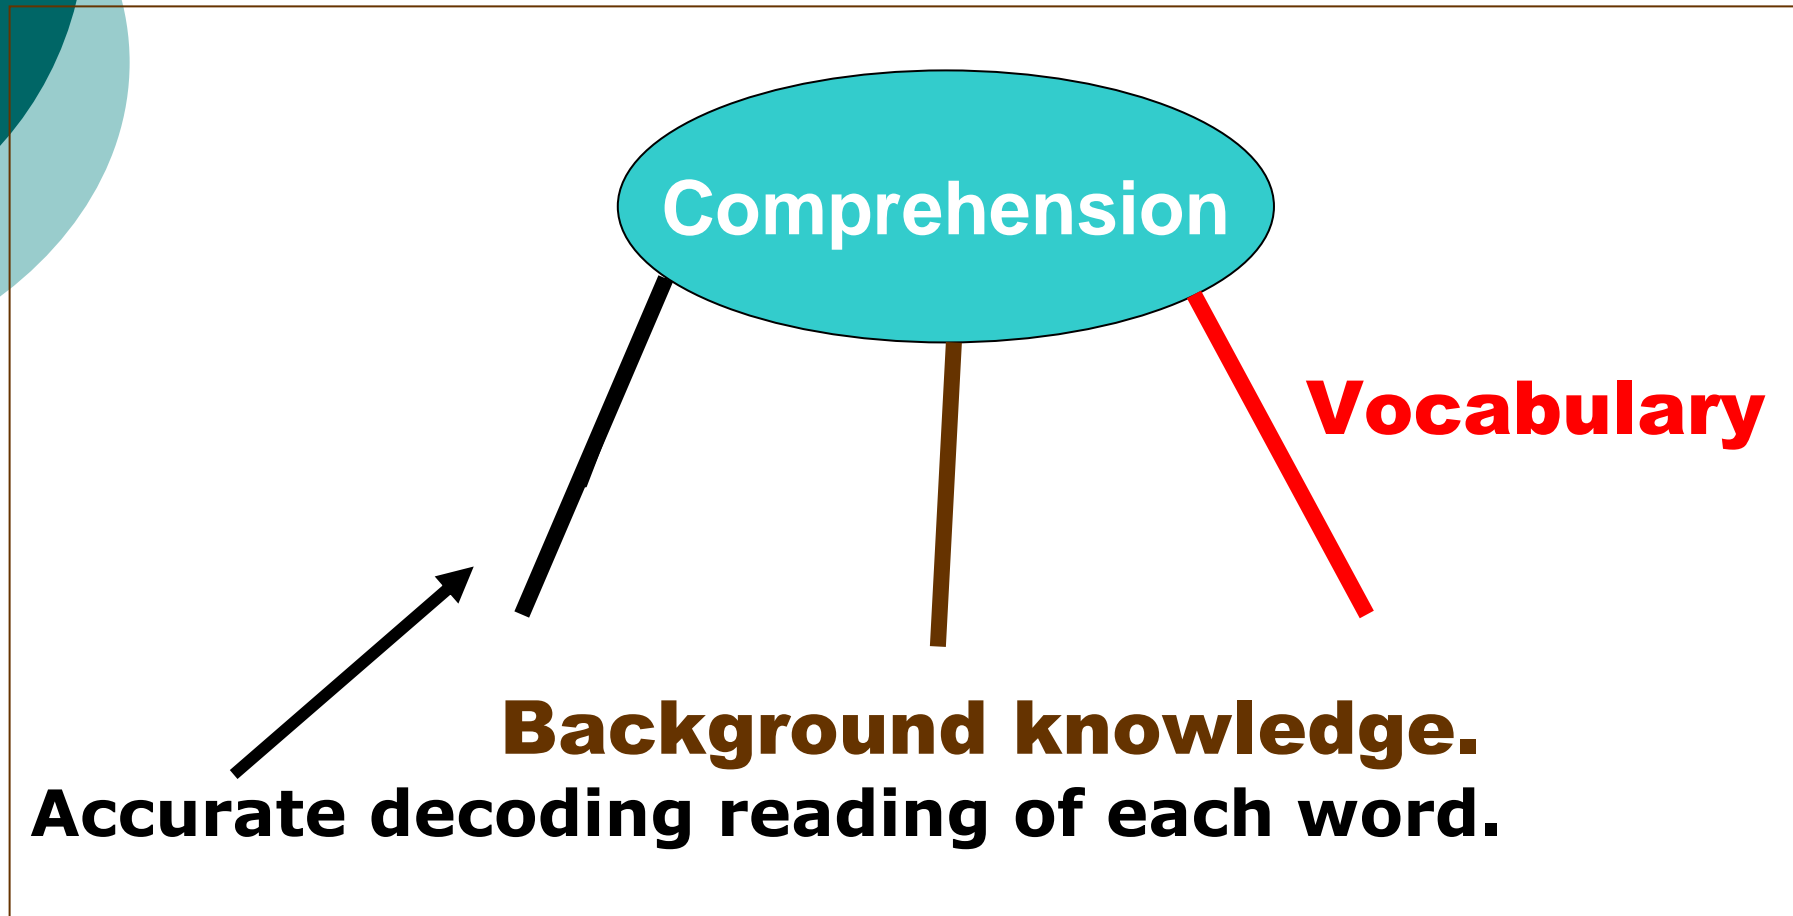 Comprehension
Vocabulary
Background knowledge.
Accurate decoding reading of each word.